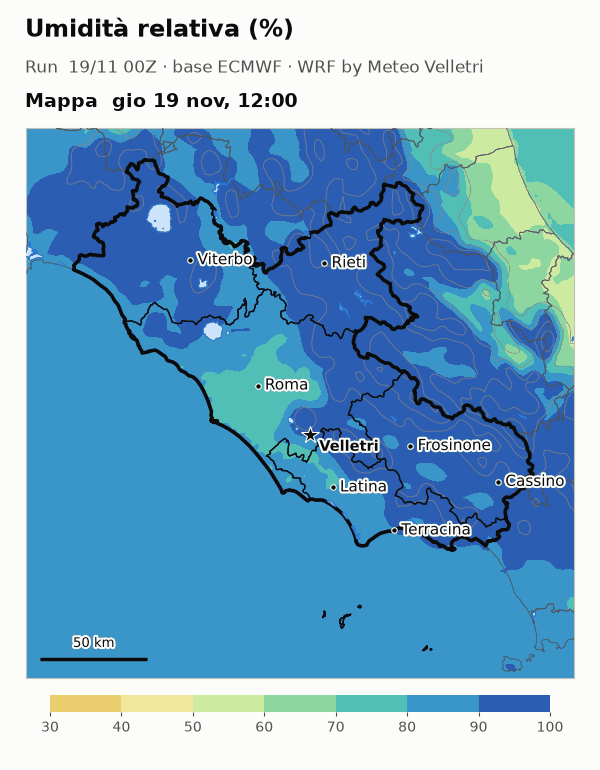 Umidità relativa (%)
Run 19/11 00Z · base ECMWF · WRF by Meteo Velletri
Mappa gio 19 nov, 12:00
Viterbo
Rieti
Roma
Velletri
Frosinone
Latina
Cassino
Terracina
50 km
30 40 50 60 70 80 90 100